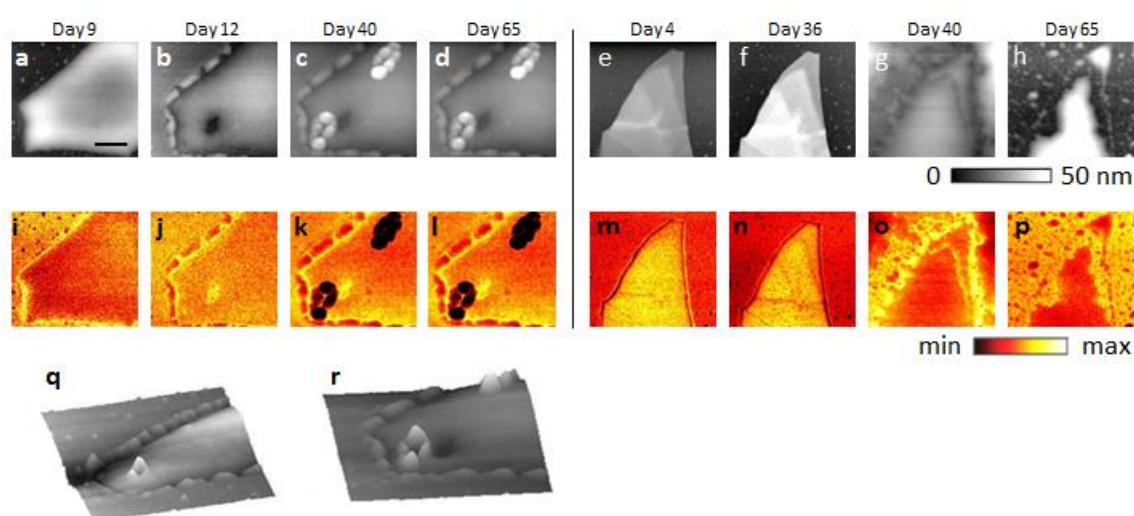 Day 9 Day 12 Day 40 Day 65 Day 4 Day 36 Day 40 Day 65
a b c d e f g h
0 50 nm
i j k l m n o p
min max
q r